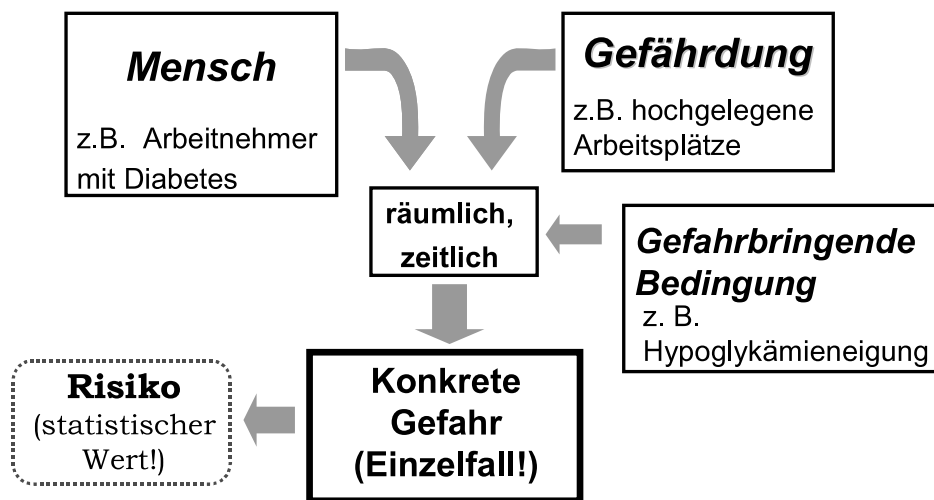 Mensch
z.B. Arbeitnehmer
mit Diabetes
Gefährdung
z.B. hochgelegene
Arbeitsplätze
räumlich,
zeitlich
Gefahrbringende
Bedingung
z. B.
Hypoglykämieneigung
Konkrete
Gefahr
(Einzelfall!)
Risiko
(statistischer
Wert!)